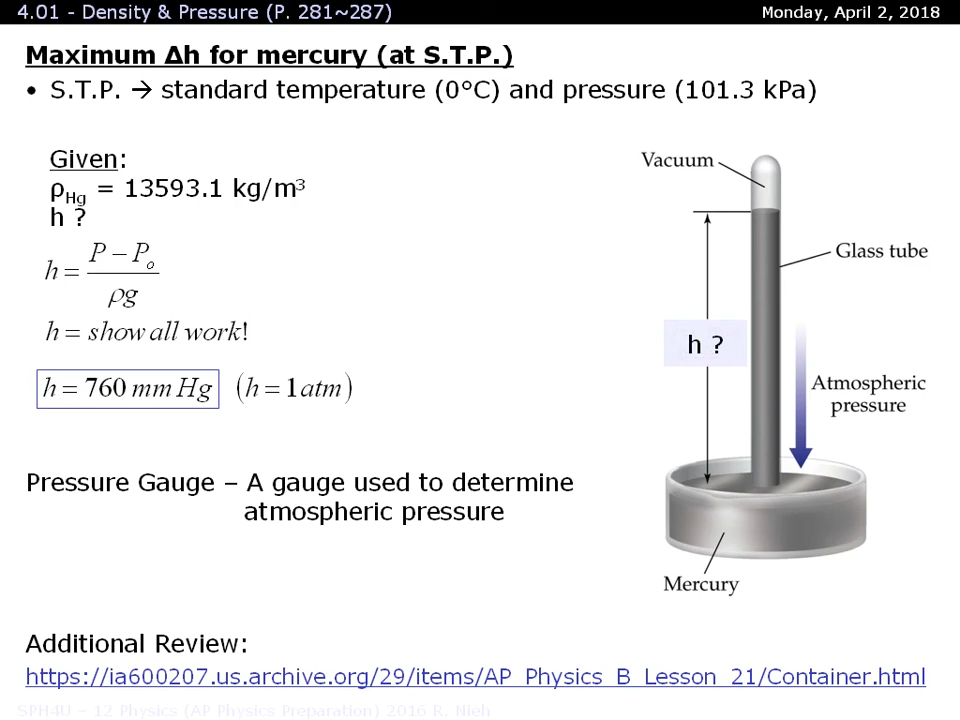 4.01 - Density & Pressure (P. 281~287)
Monday, April 2, 2018
Maximum Δh for mercury (at S.T.P.)
• S.T.P. → standard temperature (0°C) and pressure (101.3 kPa)
Given:
ρHg = 13593.1 kg/m³
h ?
h = (P − Po) / ρg
h = show all work!
h = 760 mm Hg (h = 1 atm)
Vacuum
Glass tube
h ?
Atmospheric
pressure
Mercury
Pressure Gauge – A gauge used to determine
atmospheric pressure
Additional Review:
https://ia600207.us.archive.org/29/items/AP_Physics_B_Lesson_21/Container.html
SPH4U – 12 Physics (AP Physics Preparation) 2016 R. Nieh